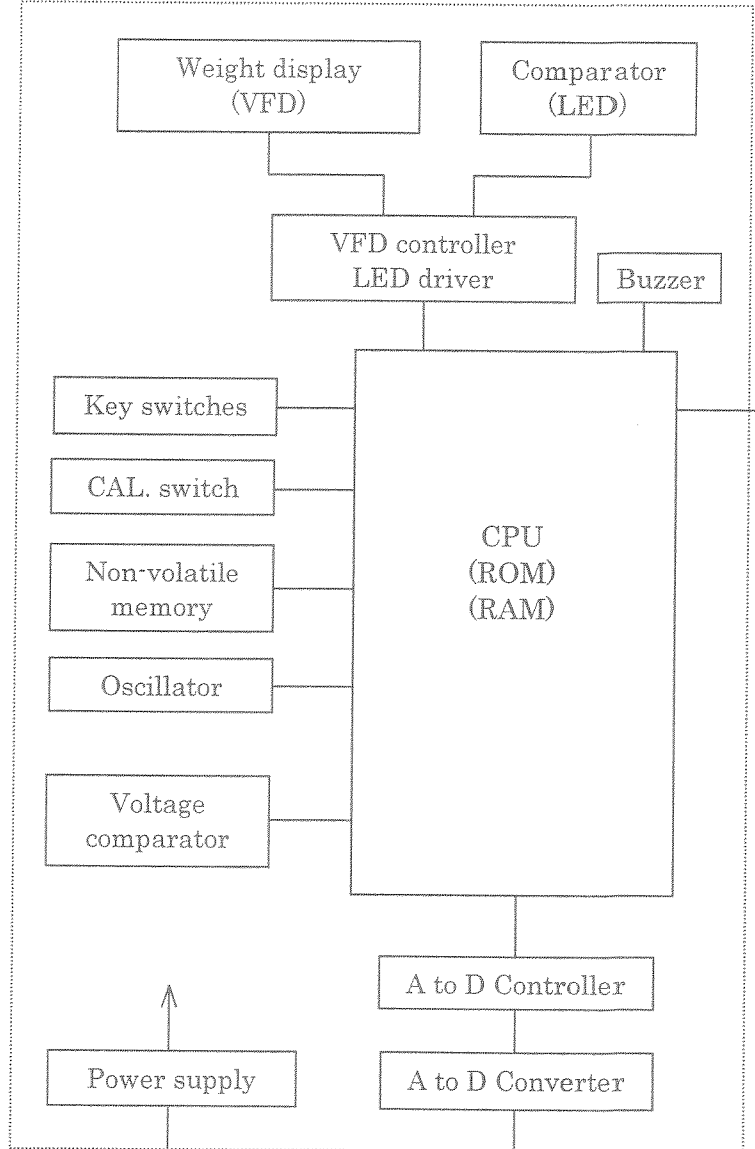 Weight display
(VFD)
Comparator
(LED)
VFD controller
LED driver
Buzzer
Key switches
CAL. switch
Non-volatile
memory
Oscillator
Voltage
comparator
CPU
(ROM)
(RAM)
A to D Controller
Power supply
A to D Converter